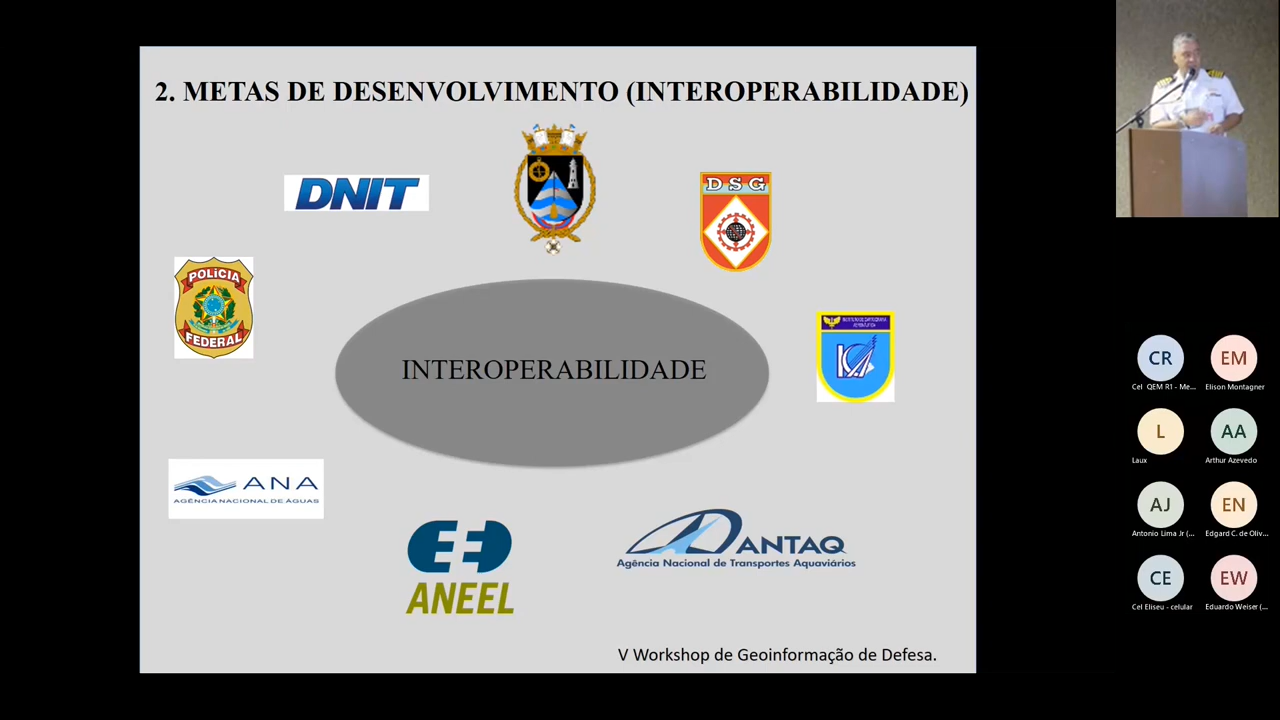 2. METAS DE DESENVOLVIMENTO (INTEROPERABILIDADE)
DNIT
DSG
POLÍCIA
FEDERAL
INTEROPERABILIDADE
ANA
AGÊNCIA NACIONAL DE ÁGUAS
ANEEL
ANTAQ
Agência Nacional de Transportes Aquaviários
V Workshop de Geoinformação de Defesa.
CR
EM
Cel QEM R1 - Me...
Elison Montagner
L
AA
Laux
Arthur Azevedo
AJ
EN
Antonio Lima Jr (...
Edgard C. de Oliv...
CE
EW
Cel Eliseu - celular
Eduardo Weiser (...